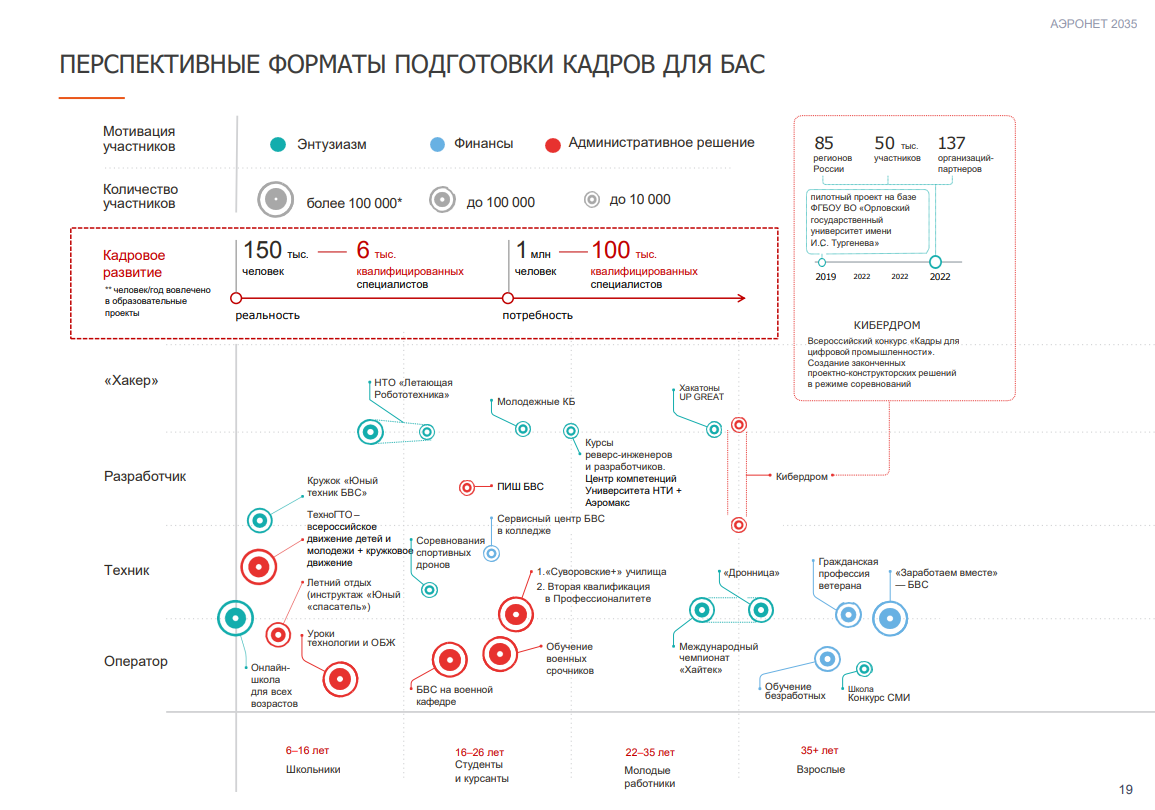 АЭРОНЕТ 2035
ПЕРСПЕКТИВНЫЕ ФОРМАТЫ ПОДГОТОВКИ КАДРОВ ДЛЯ БАС
Мотивация
участников
Энтузиазм
Финансы
Административное решение
Количество
участников
более 100 000*
до 100 000
до 10 000
Кадровое
развитие
** человек/год вовлечено
в образовательные
проекты
150 тыс.
человек
6 тыс.
квалифицированных
специалистов
1 млн
человек
100 тыс.
квалифицированных
специалистов
реальность
потребность
85
регионов
России
50 тыс.
участников
137
организаций-
партнеров
пилотный проект на базе
ФГБОУ ВО «Орловский
государственный
университет имени
И.С. Тургенева»
2019
2022
2022
2022
КИБЕРДРОМ
Всероссийский конкурс «Кадры для
цифровой промышленности».
Создание законченных
проектно-конструкторских решений
в режиме соревнований
«Хакер»
НТО «Летающая
Робототехника»
Молодежные КБ
Хакатоны
UP GREAT
Курсы
реверс-инженеров
и разработчиков.
Центр компетенций
Университета НТИ +
Аэромакс
Разработчик
Кружок «Юный
техник БВС»
ПИШ БВС
Кибердром
ТехноГТО –
всероссийское
движение детей и
молодежи + кружковое
движение
Сервисный центр БВС
в колледже
Соревнования
спортивных
дронов
Техник
Летний отдых
(инструктаж «Юный
«спасатель»)
1.«Суворовские+» училища
2. Вторая квалификация
в Профессионалитете
«Дронница»
Гражданская
профессия
ветерана
«Заработаем вместе»
— БВС
Уроки
технологии и ОБЖ
Оператор
Онлайн-
школа
для всех
возрастов
БВС на военной
кафедре
Обучение
военных
срочников
Международный
чемпионат
«Хайтек»
Обучение
безработных
Школа
Конкурс СМИ
6–16 лет
Школьники
16–26 лет
Студенты
и курсанты
22–35 лет
Молодые
работники
35+ лет
Взрослые
19